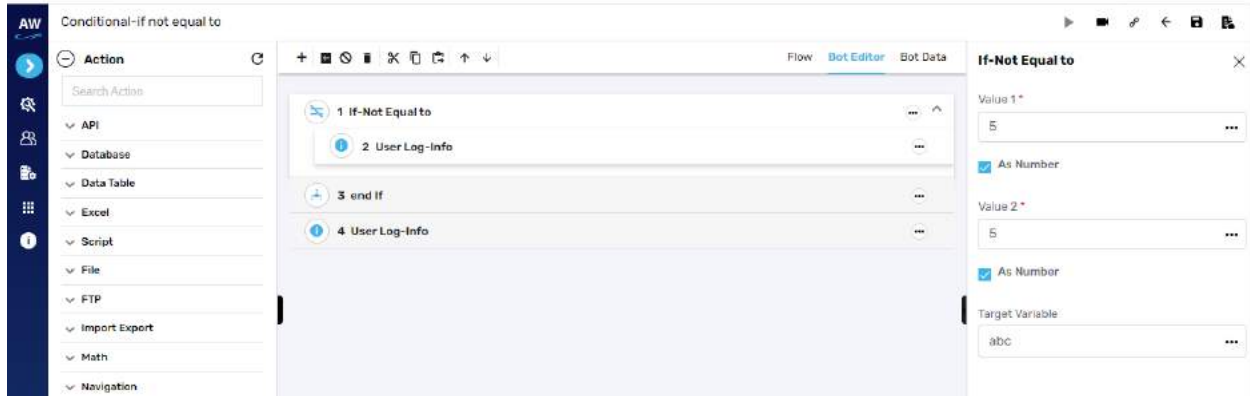 AW
Conditional-if not equal to
Action
Search Action
API
Database
Data Table
Excel
Script
File
FTP
Import Export
Math
Navigation
Flow Bot Editor Bot Data
1 If-Not Equal to
2 User Log-Info
3 end If
4 User Log-Info
If-Not Equal to
Value 1 *
5
As Number
Value 2 *
5
As Number
Target Variable
abc